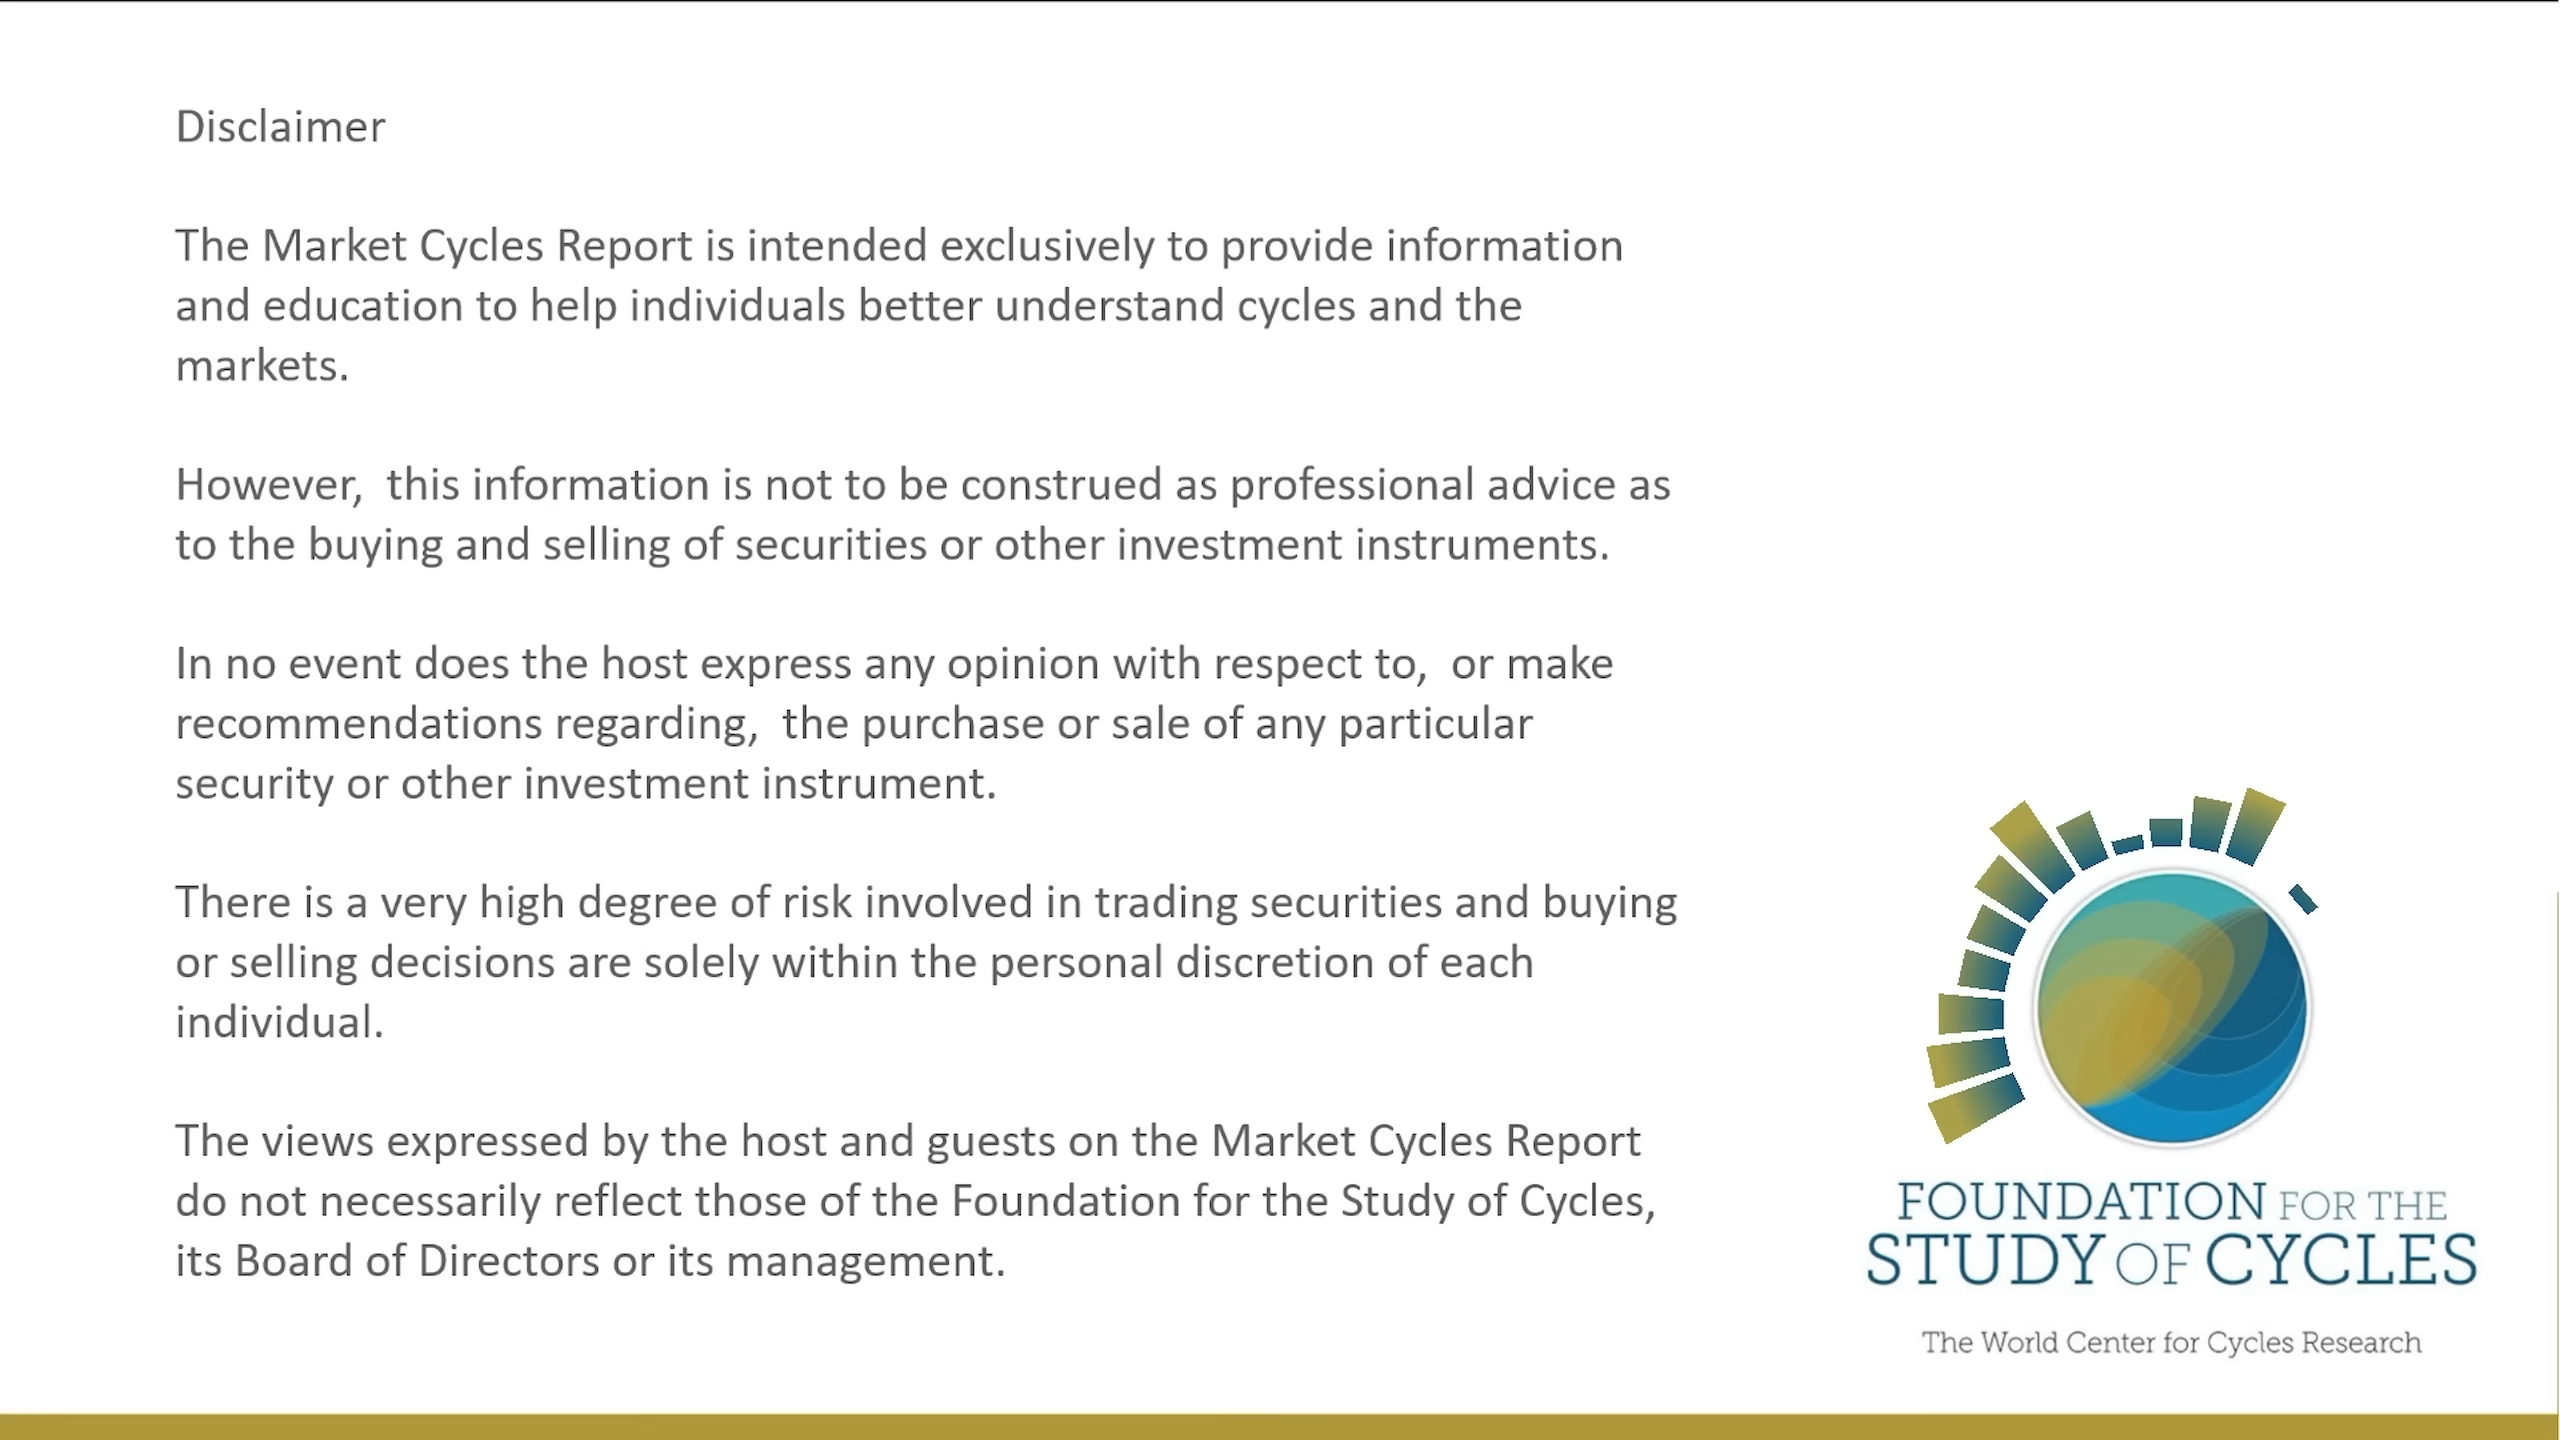 Disclaimer
The Market Cycles Report is intended exclusively to provide information
and education to help individuals better understand cycles and the
markets.
However,  this information is not to be construed as professional advice as
to the buying and selling of securities or other investment instruments.
In no event does the host express any opinion with respect to,  or make
recommendations regarding,  the purchase or sale of any particular
security or other investment instrument.
There is a very high degree of risk involved in trading securities and buying
or selling decisions are solely within the personal discretion of each
individual.
The views expressed by the host and guests on the Market Cycles Report
do not necessarily reflect those of the Foundation for the Study of Cycles,
its Board of Directors or its management.
FOUNDATION FOR THE
STUDY OF CYCLES
The World Center for Cycles Research